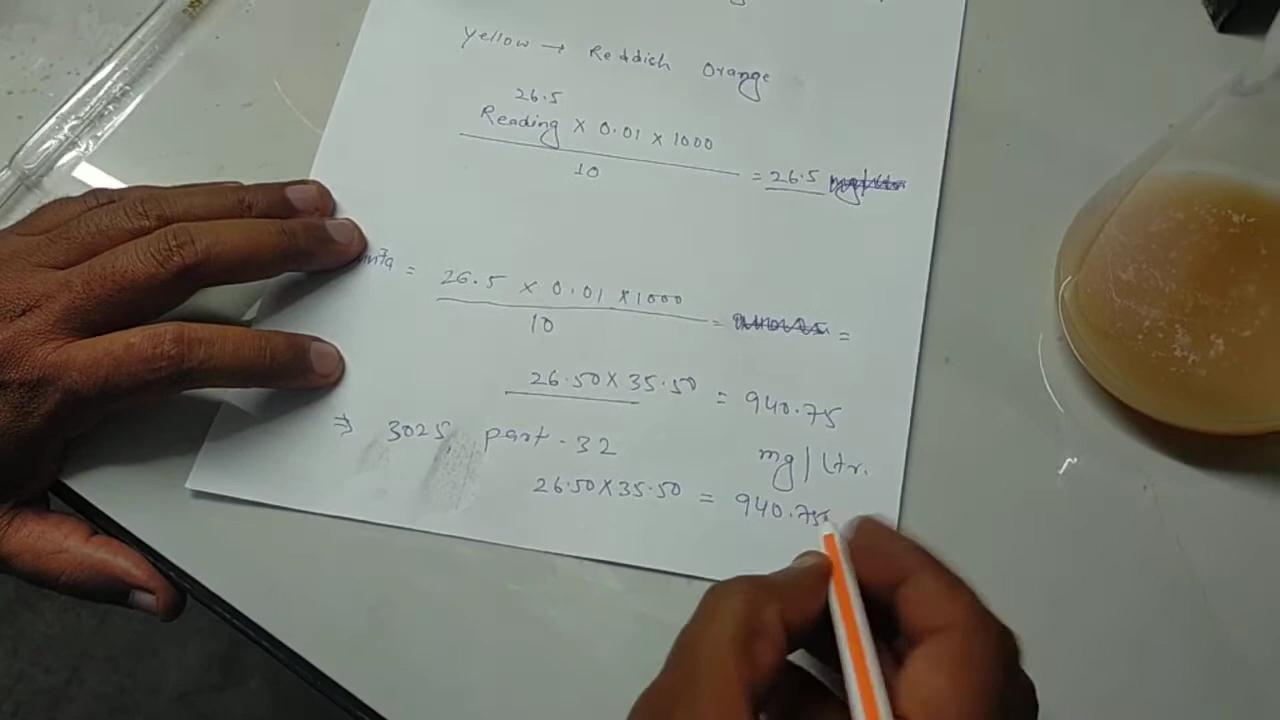 Yellow → Reddish Orange
26.5
Reading × 0.01 × 1000
10
= 26.5
= 26.5 × 0.01 × 1000
10
= =
26.50 × 35.50 = 940.75
⇒ 3025, part-32
mg/Ltr.
26.50 × 35.50 = 940.75